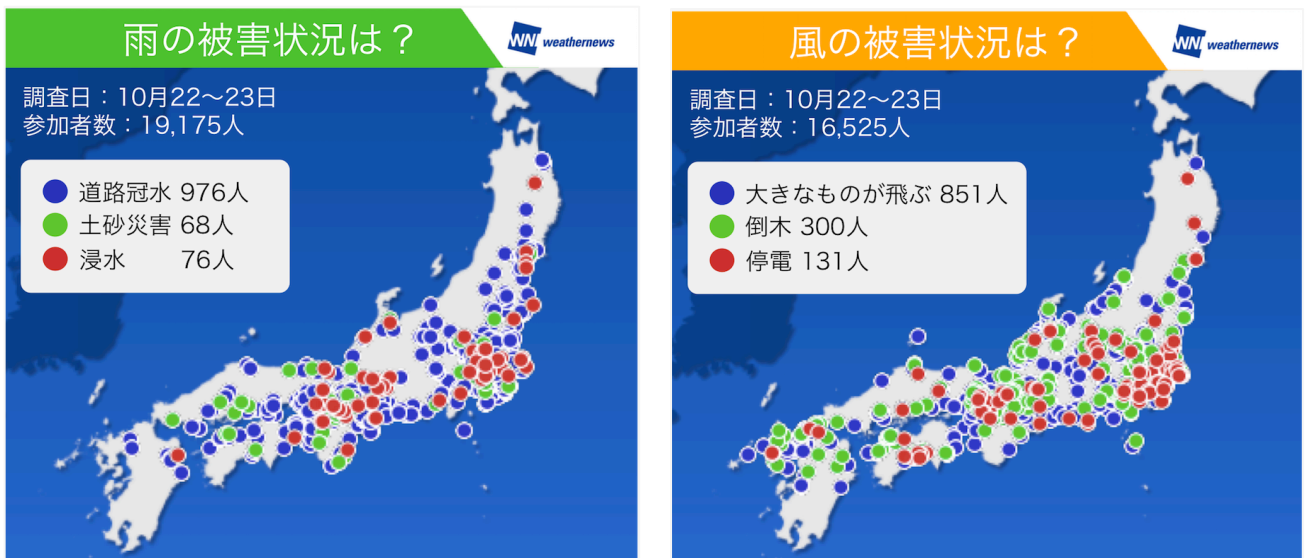 雨の被害状況は？
WNI weathernews
調査日：10月22〜23日
参加者数：19,175人
道路冠水 976人
土砂災害 68人
浸水 76人
風の被害状況は？
WNI weathernews
調査日：10月22〜23日
参加者数：16,525人
大きなものが飛ぶ 851人
倒木 300人
停電 131人